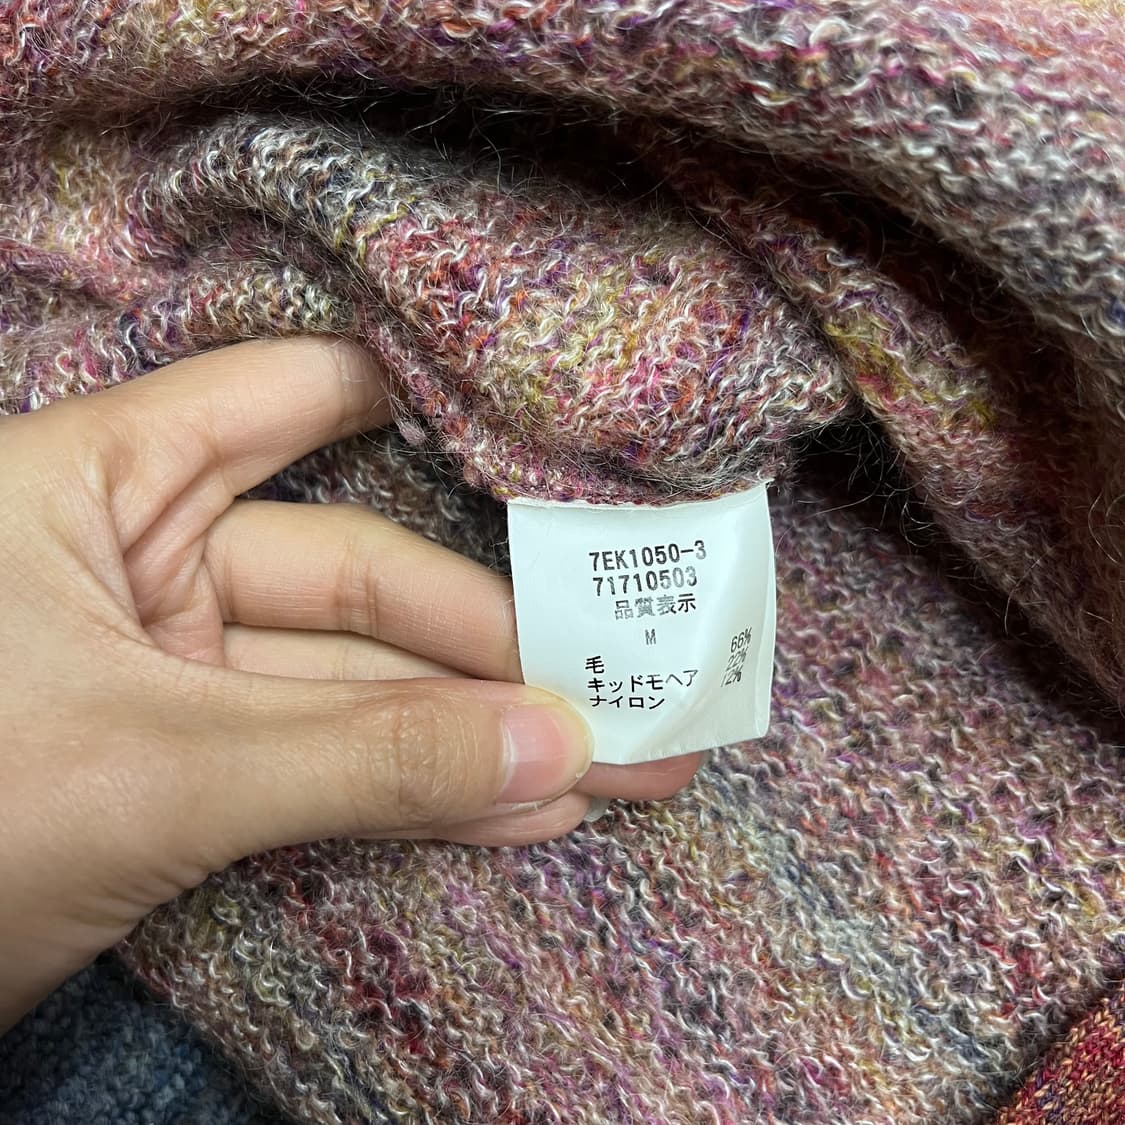 7EK1050-3
71710503
品質表示
M
毛 66%
キッドモヘア 22%
ナイロン 12%